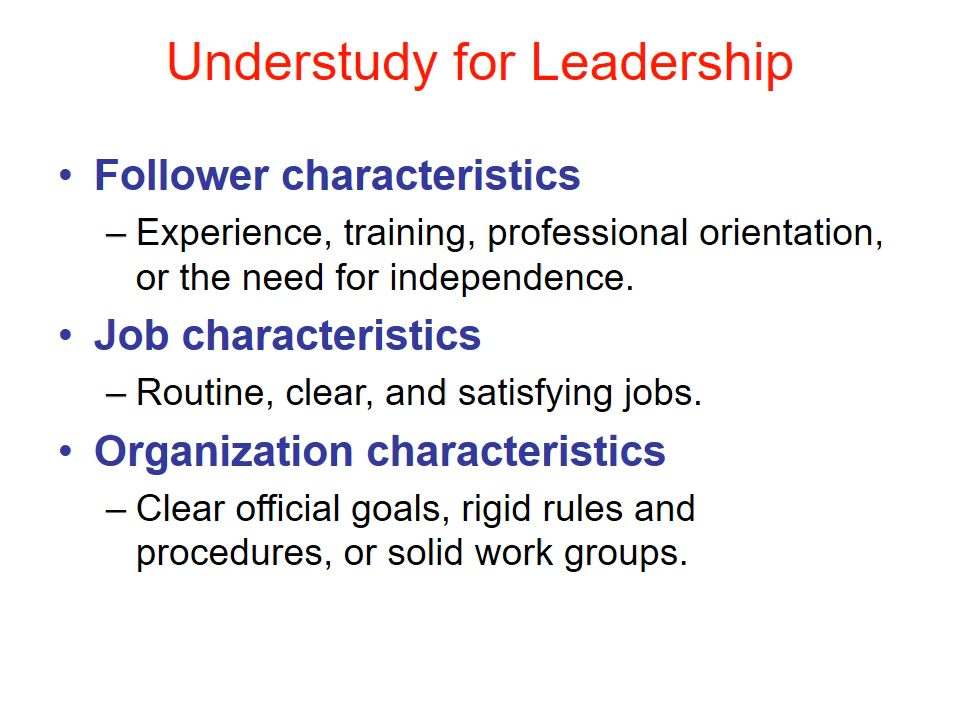 Understudy for Leadership
• Follower characteristics
– Experience, training, professional orientation,
or the need for independence.
• Job characteristics
– Routine, clear, and satisfying jobs.
• Organization characteristics
– Clear official goals, rigid rules and
procedures, or solid work groups.